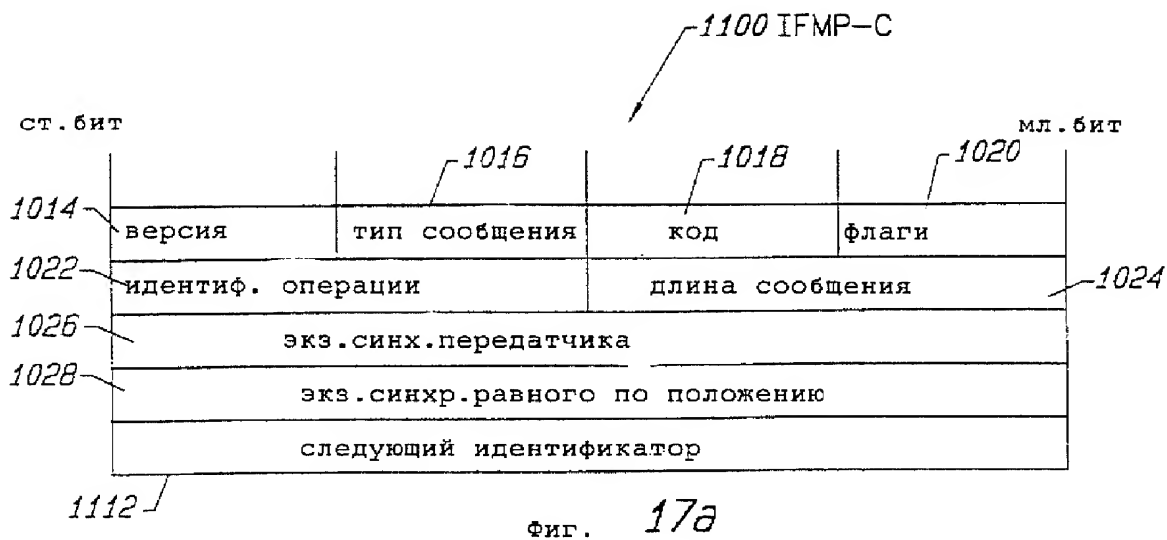 1100 IFMP-C
ст.бит
мл.бит
1016
1018
1020
1014
версия
тип сообщения
код
флаги
1022
идентиф. операции
длина сообщения
1024
1026
экз.синх.передатчика
1028
экз.синхр.равного по положению
следующий идентификатор
1112
Фиг. 17д